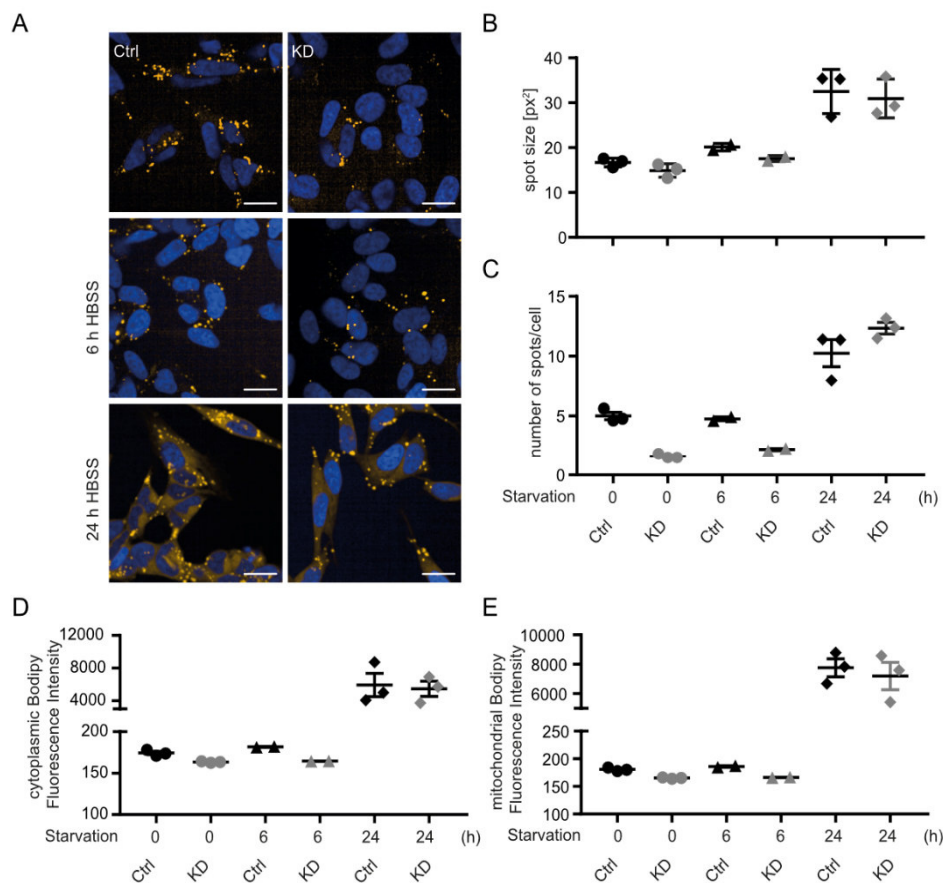 A
Ctrl
KD
6 h HBSS
24 h HBSS
B
spot size [px²]
40
30
20
10
0
C
number of spots/cell
15
10
5
0
Starvation 0 0 6 6 24 24 (h)
Ctrl KD Ctrl KD Ctrl KD
D
cytoplasmic Bodipy
Fluorescence Intensity
12000
8000
4000
200
150
100
Starvation 0 0 6 6 24 24 (h)
Ctrl KD Ctrl KD Ctrl KD
E
mitochondrial Bodipy
Fluorescence Intensity
10000
8000
6000
250
200
150
100
Starvation 0 0 6 6 24 24 (h)
Ctrl KD Ctrl KD Ctrl KD